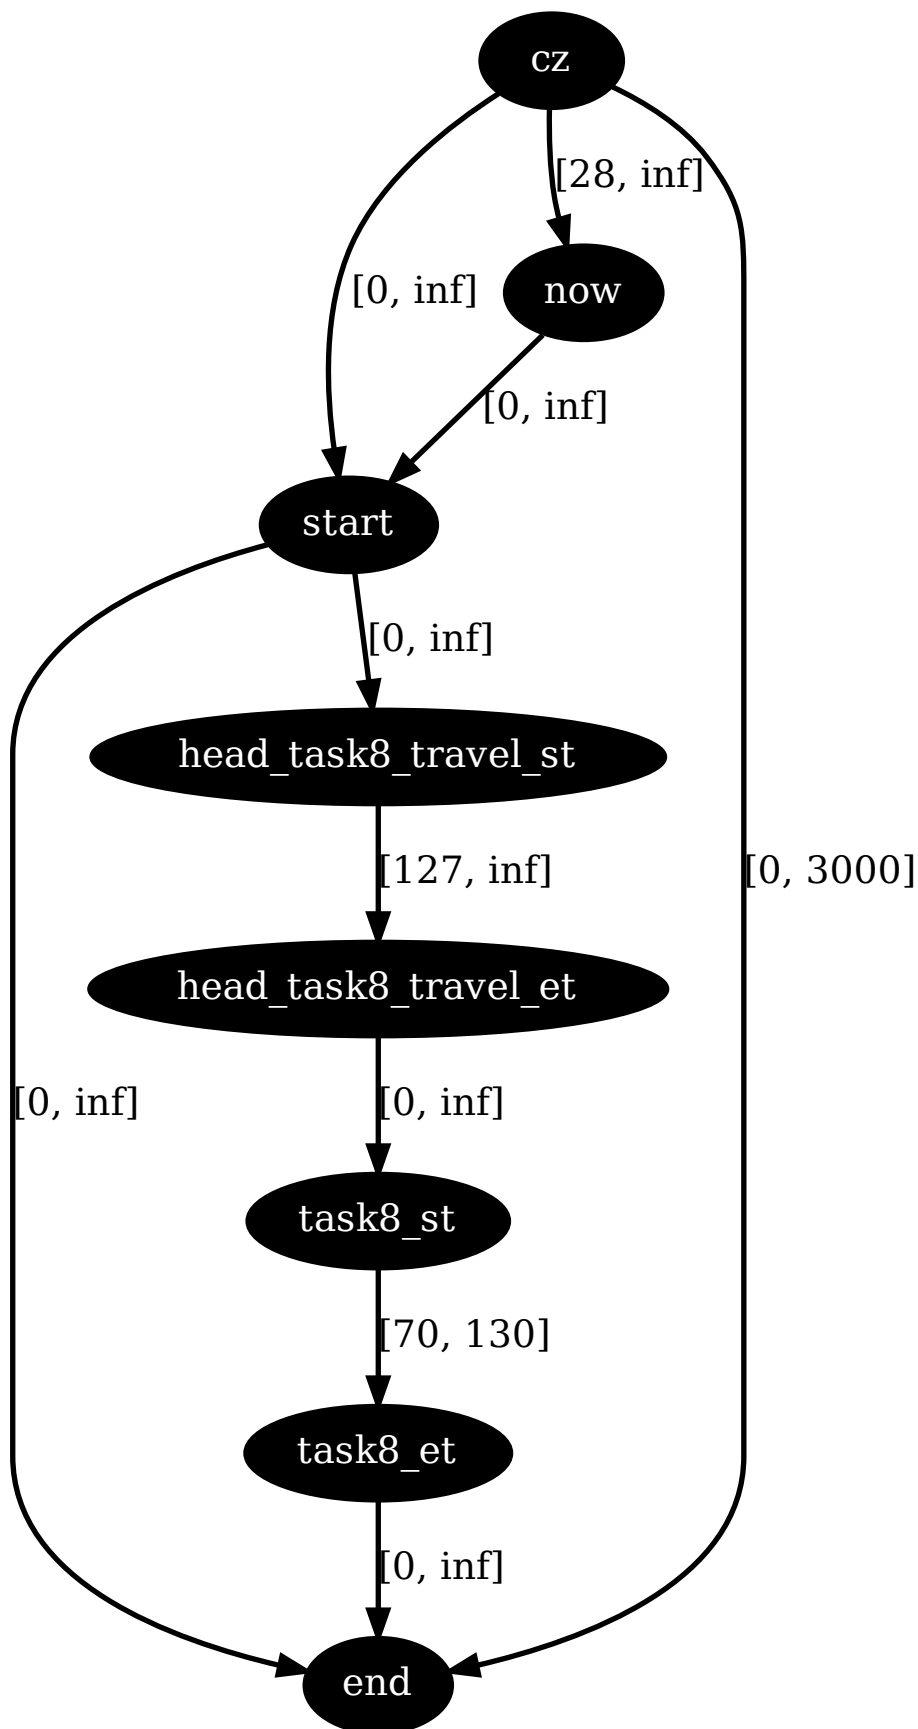 cz
[28, inf]
[0, inf]
now
[0, inf]
start
[0, inf]
head_task8_travel_st
[127, inf]
[0, 3000]
head_task8_travel_et
[0, inf]
[0, inf]
task8_st
[70, 130]
task8_et
[0, inf]
end